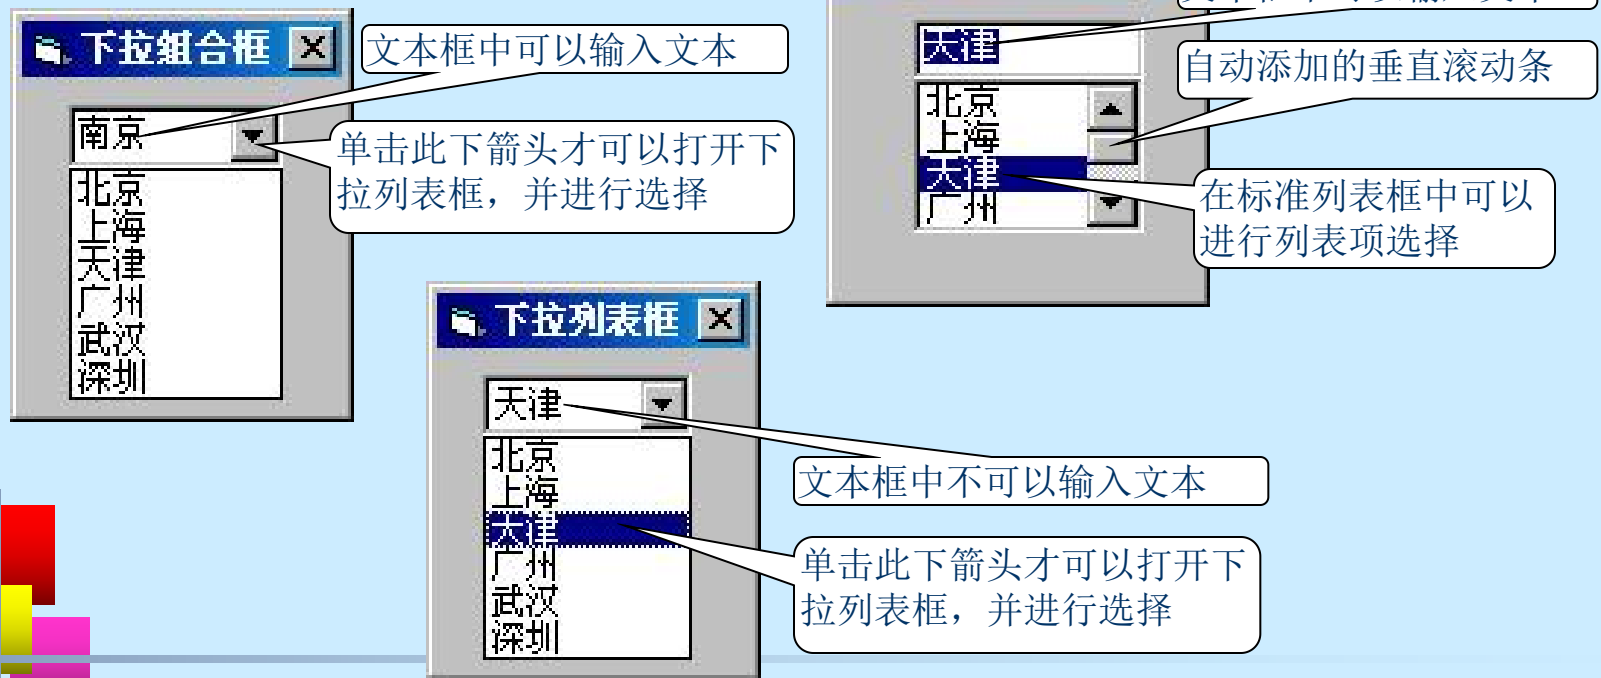 下拉组合框
文本框中可以输入文本
南京
单击此下箭头才可以打开下
拉列表框，并进行选择
北京
上海
天津
广州
武汉
深圳
天津
自动添加的垂直滚动条
北京
上海
天津
广州
在标准列表框中可以
进行列表项选择
下拉列表框
天津
北京
上海
天津
广州
武汉
深圳
文本框中不可以输入文本
单击此下箭头才可以打开下
拉列表框，并进行选择